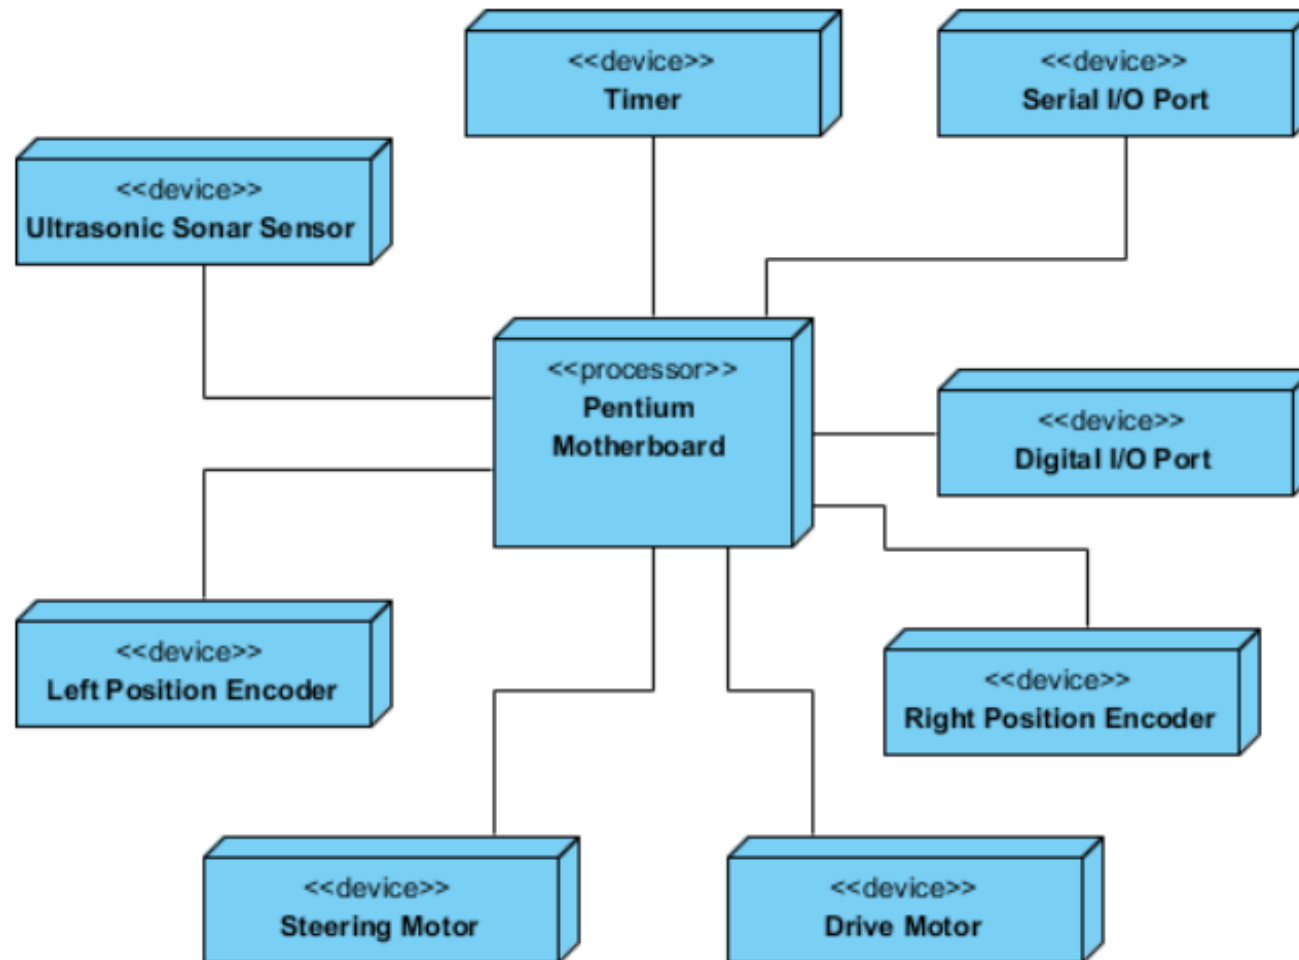 <<device>>
Timer
<<device>>
Serial I/O Port
<<device>>
Ultrasonic Sonar Sensor
<<processor>>
Pentium
Motherboard
<<device>>
Digital I/O Port
<<device>>
Left Position Encoder
<<device>>
Right Position Encoder
<<device>>
Steering Motor
<<device>>
Drive Motor